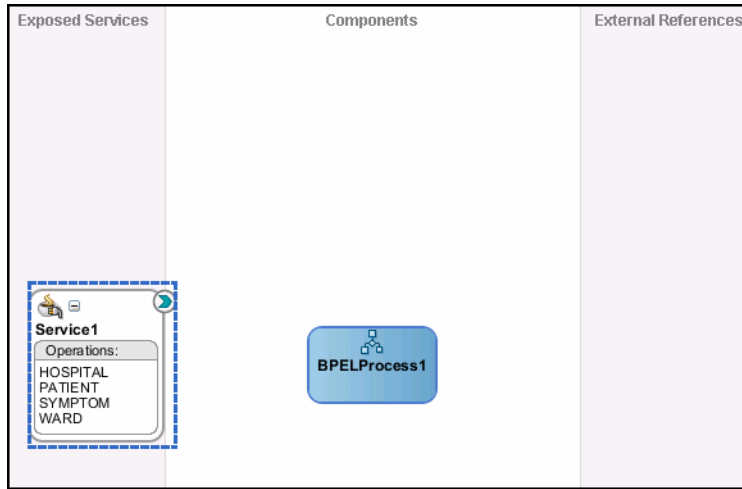 Exposed Services
Components
External References
Service1
Operations:
HOSPITAL
PATIENT
SYMPTOM
WARD
BPELProcess1